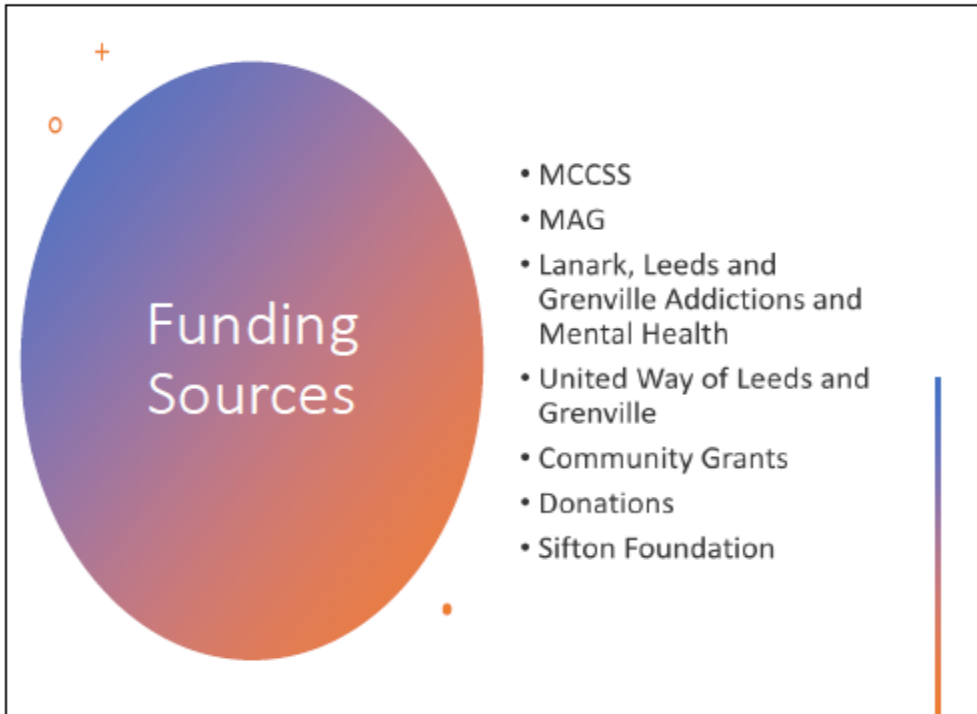 Funding
Sources
• MCCSS
• MAG
• Lanark, Leeds and
Grenville Addictions and
Mental Health
• United Way of Leeds and
Grenville
• Community Grants
• Donations
• Sifton Foundation